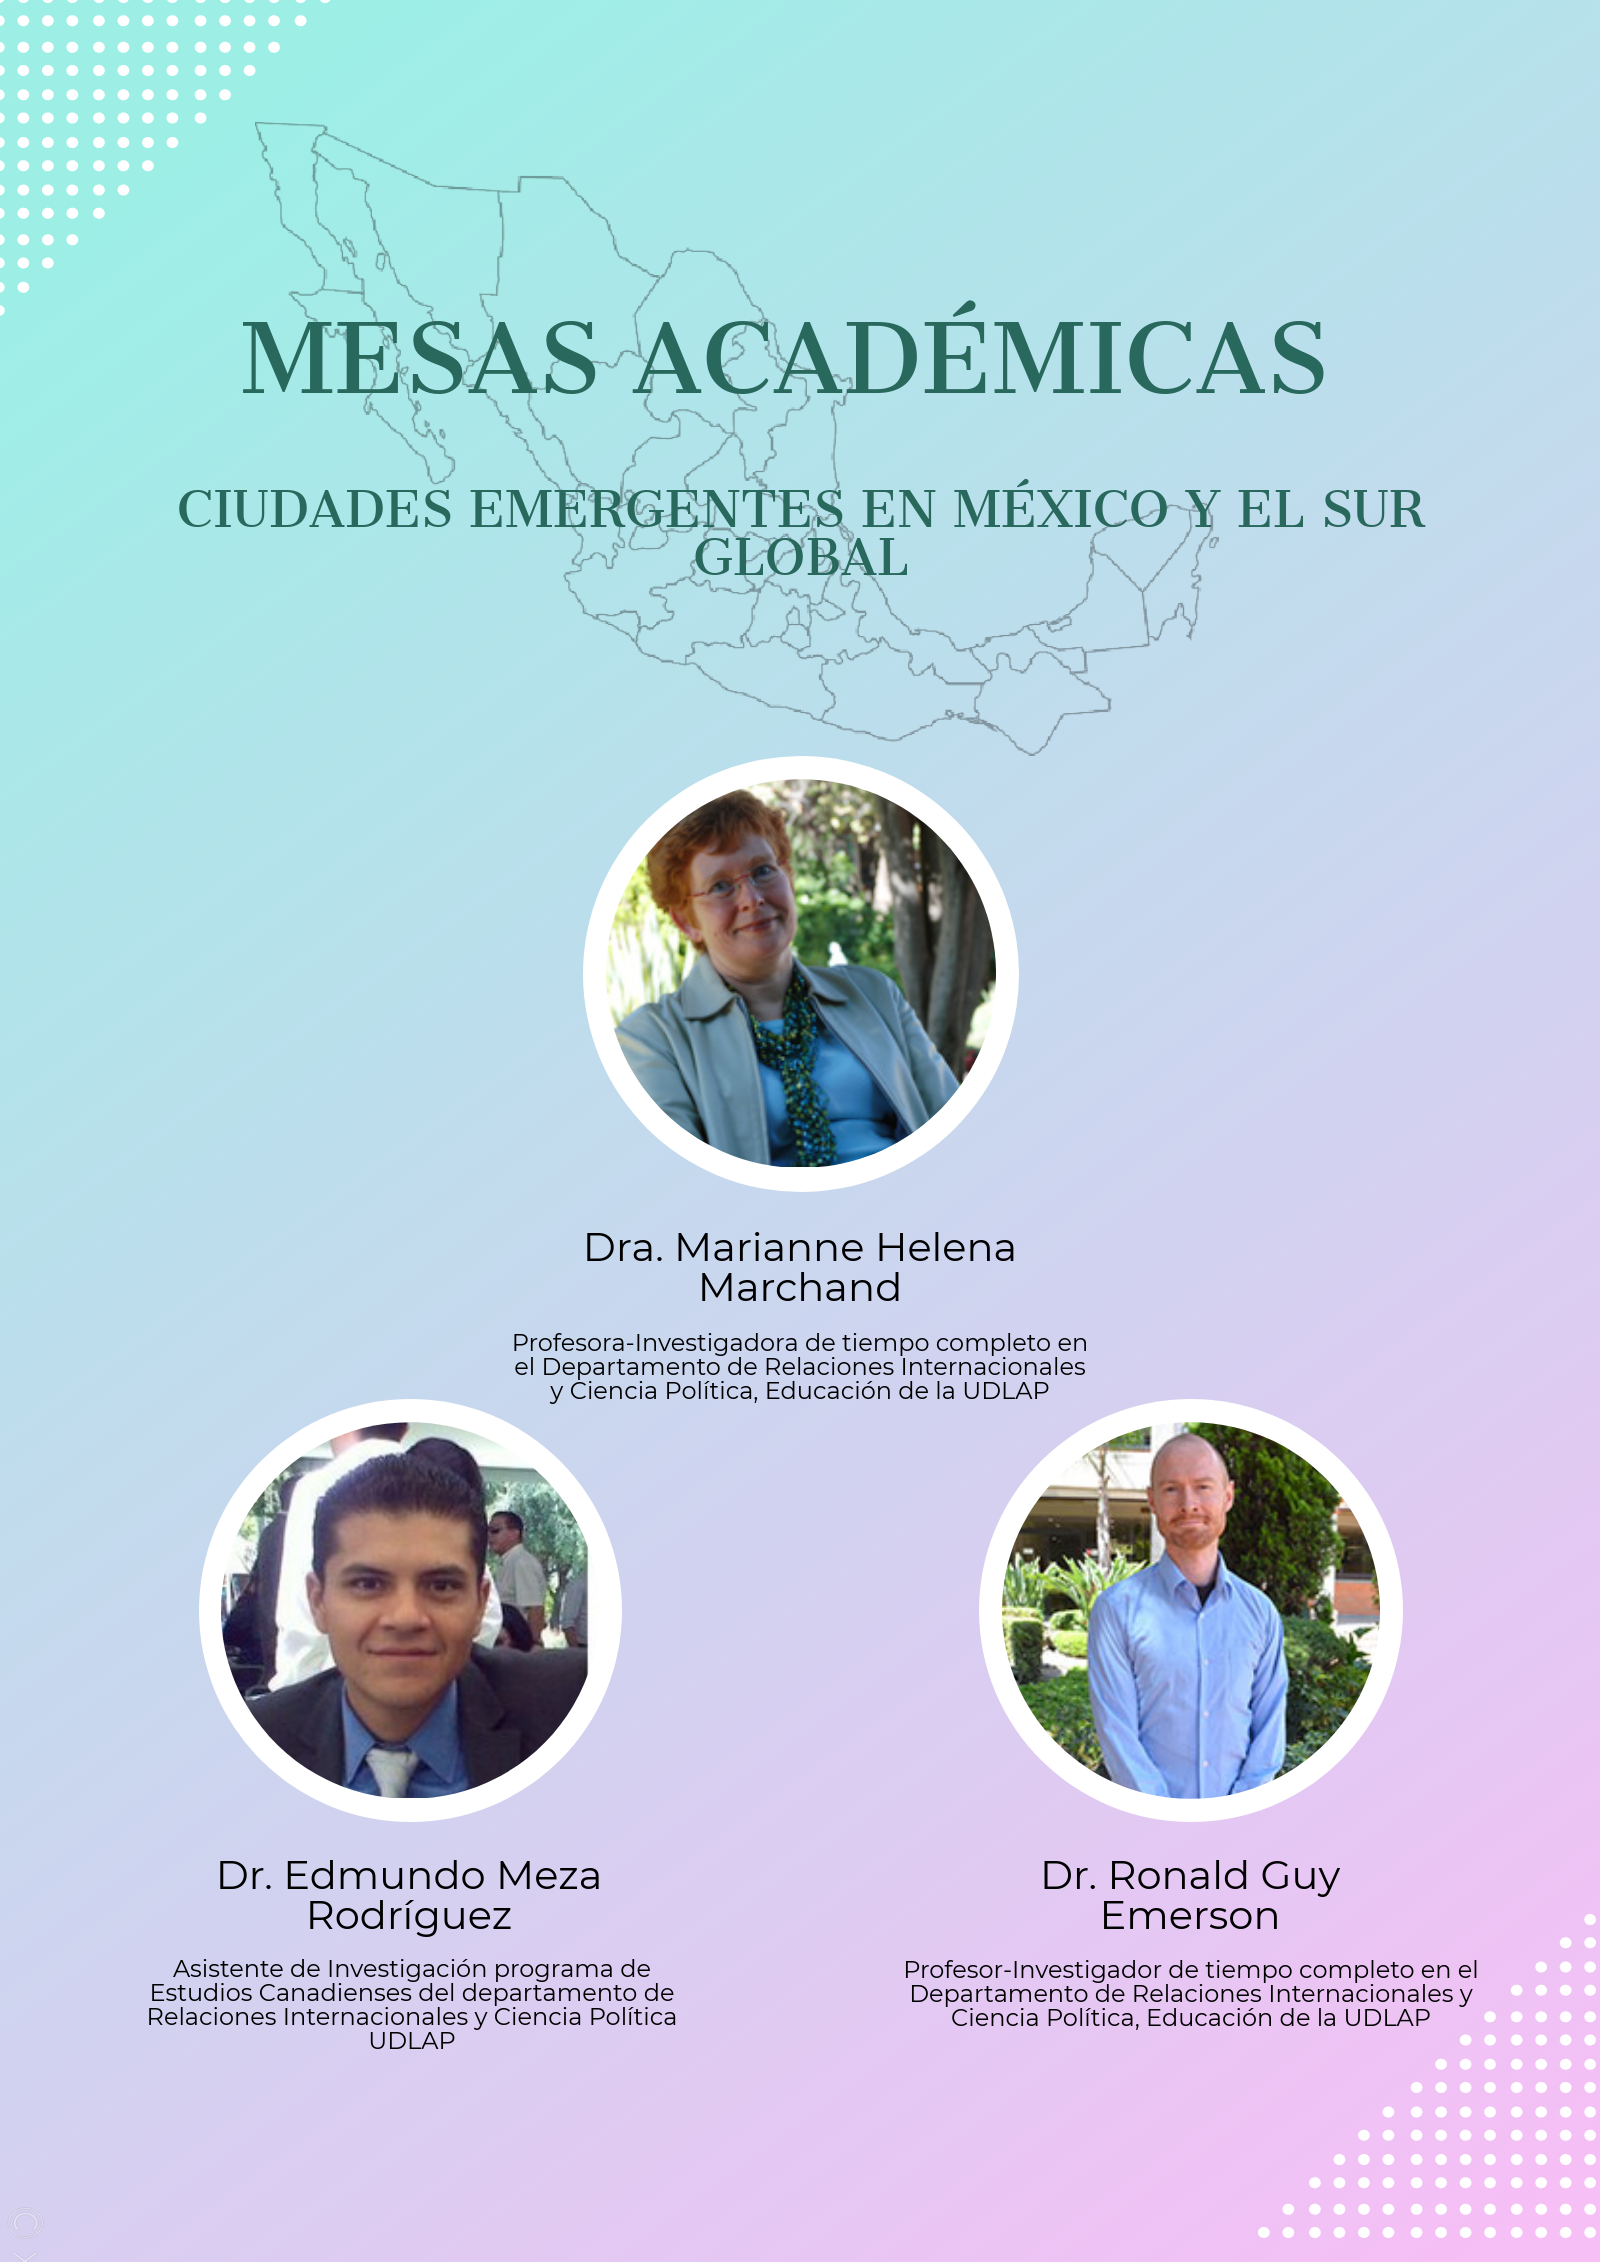 MESAS ACADÉMICAS
CIUDADES EMERGENTES EN MÉXICO Y EL SUR
GLOBAL
Dra. Marianne Helena
Marchand
Profesora-Investigadora de tiempo completo en
el Departamento de Relaciones Internacionales
y Ciencia Política, Educación de la UDLAP
Dr. Edmundo Meza
Rodríguez
Asistente de Investigación programa de
Estudios Canadienses del departamento de
Relaciones Internacionales y Ciencia Política
UDLAP
Dr. Ronald Guy
Emerson
Profesor-Investigador de tiempo completo en el
Departamento de Relaciones Internacionales y
Ciencia Política, Educación de la UDLAP